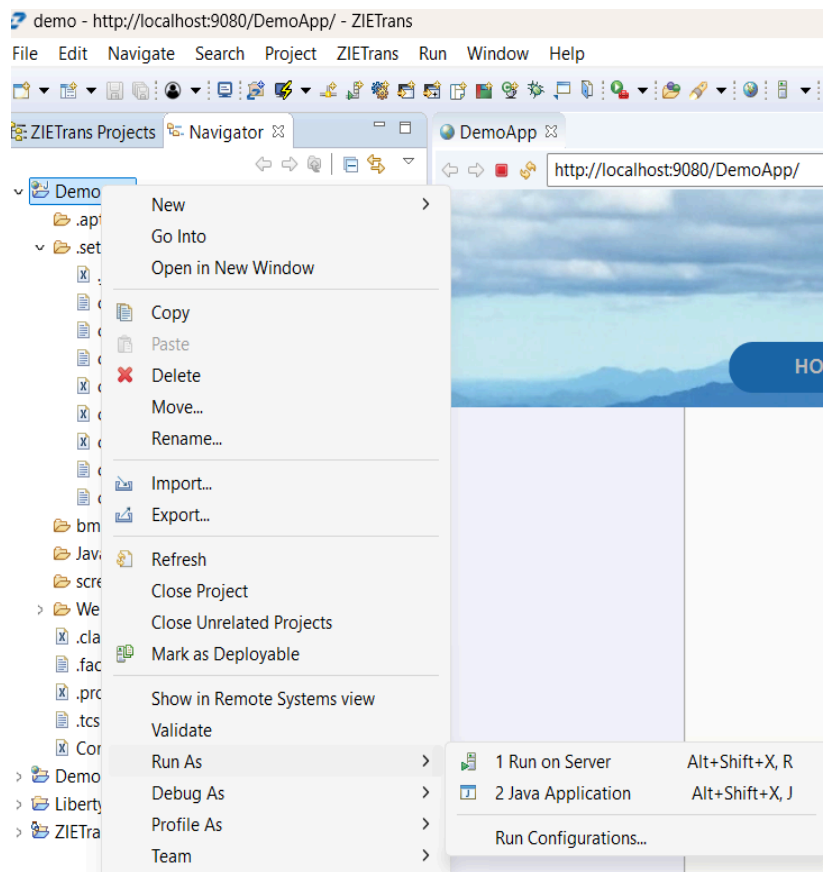 demo - http://localhost:9080/DemoApp/ - ZIETrans
File Edit Navigate Search Project ZIETrans Run Window Help
ZIETrans Projects Navigator DemoApp
http://localhost:9080/DemoApp/
Demo
.apt
.set
bm
Java
scre
We
.cla
.fac
.pro
.tcs
Cor
Demo
Liberty
ZIETra
New
Go Into
Open in New Window
Copy
Paste
Delete
Move...
Rename...
Import...
Export...
Refresh
Close Project
Close Unrelated Projects
Mark as Deployable
Show in Remote Systems view
Validate
Run As
Debug As
Profile As
Team
HO
1 Run on Server Alt+Shift+X, R
2 Java Application Alt+Shift+X, J
Run Configurations...